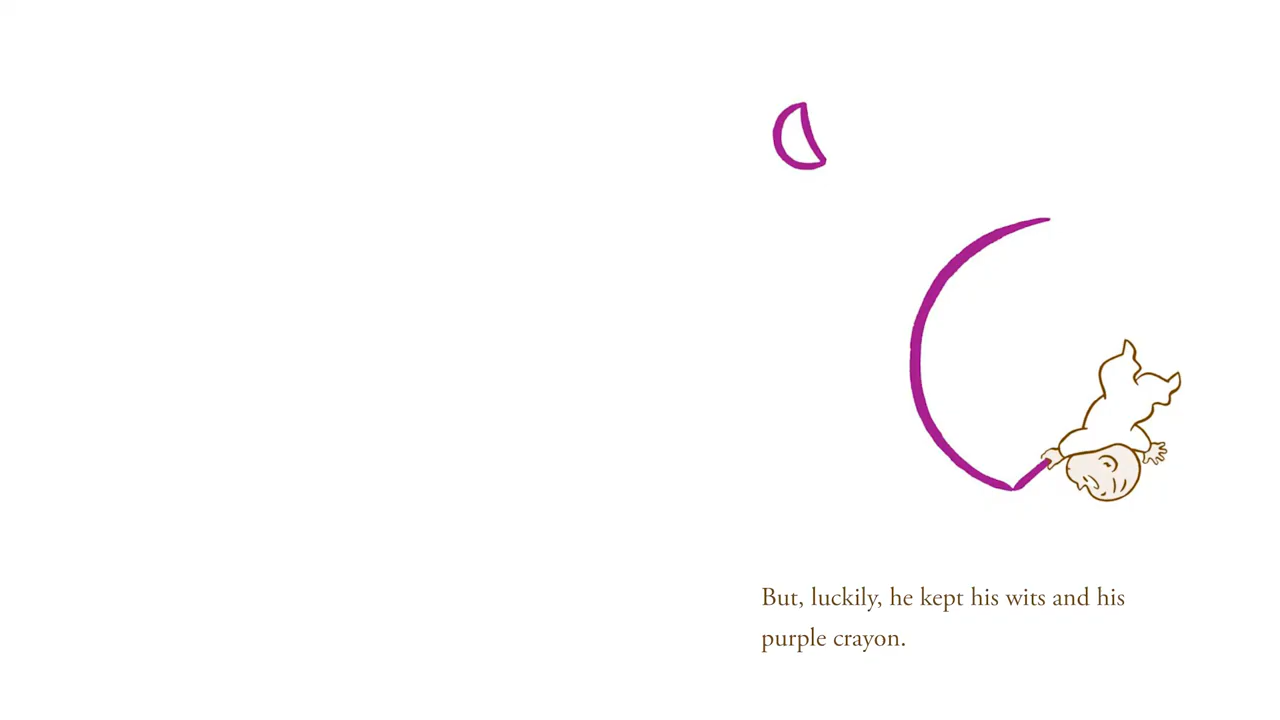 But, luckily, he kept his wits and his
purple crayon.